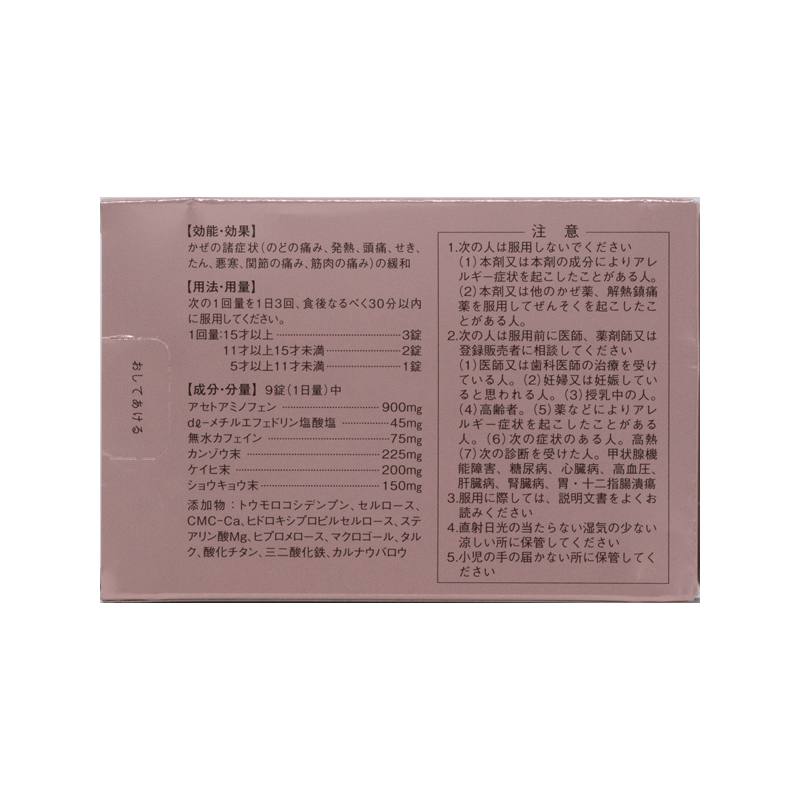 おしてあける
【効能・効果】
かぜの諸症状(のどの痛み、発熱、頭痛、せき、
たん、悪寒、関節の痛み、筋肉の痛み)の緩和
【用法・用量】
次の1回量を1日3回、食後なるべく30分以内
に服用してください。
1回量:15才以上………………………3錠
11才以上15才未満……………2錠
5才以上11才未満……………1錠
【成分・分量】 9錠(1日量)中
アセトアミノフェン………………900mg
dℓ-メチルエフェドリン塩酸塩………45mg
無水カフェイン……………………75mg
カンゾウ末…………………………225mg
ケイヒ末……………………………200mg
ショウキョウ末……………………150mg
添加物:トウモロコシデンプン、セルロース、
CMC-Ca、ヒドロキシプロピルセルロース、ステ
アリン酸Mg、ヒプロメロース、マクロゴール、タル
ク、酸化チタン、三二酸化鉄、カルナウバロウ
注意
1.次の人は服用しないでください
(1)本剤又は本剤の成分によりアレ
ルギー症状を起こしたことがある人。
(2)本剤又は他のかぜ薬、解熱鎮痛
薬を服用してぜんそくを起こしたこ
とがある人。
2.次の人は服用前に医師、薬剤師又は
登録販売者に相談してください
(1)医師又は歯科医師の治療を受け
ている人。(2)妊婦又は妊娠してい
ると思われる人。(3)授乳中の人。
(4)高齢者。(5)薬などによりアレ
ルギー症状を起こしたことがある
人。(6)次の症状のある人。高熱
(7)次の診断を受けた人。甲状腺機
能障害、糖尿病、心臓病、高血圧、
肝臓病、腎臓病、胃・十二指腸潰瘍
3.服用に際しては、説明文書をよくお
読みください
4.直射日光の当たらない湿気の少ない
涼しい所に保管してください
5.小児の手の届かない所に保管してく
ださい